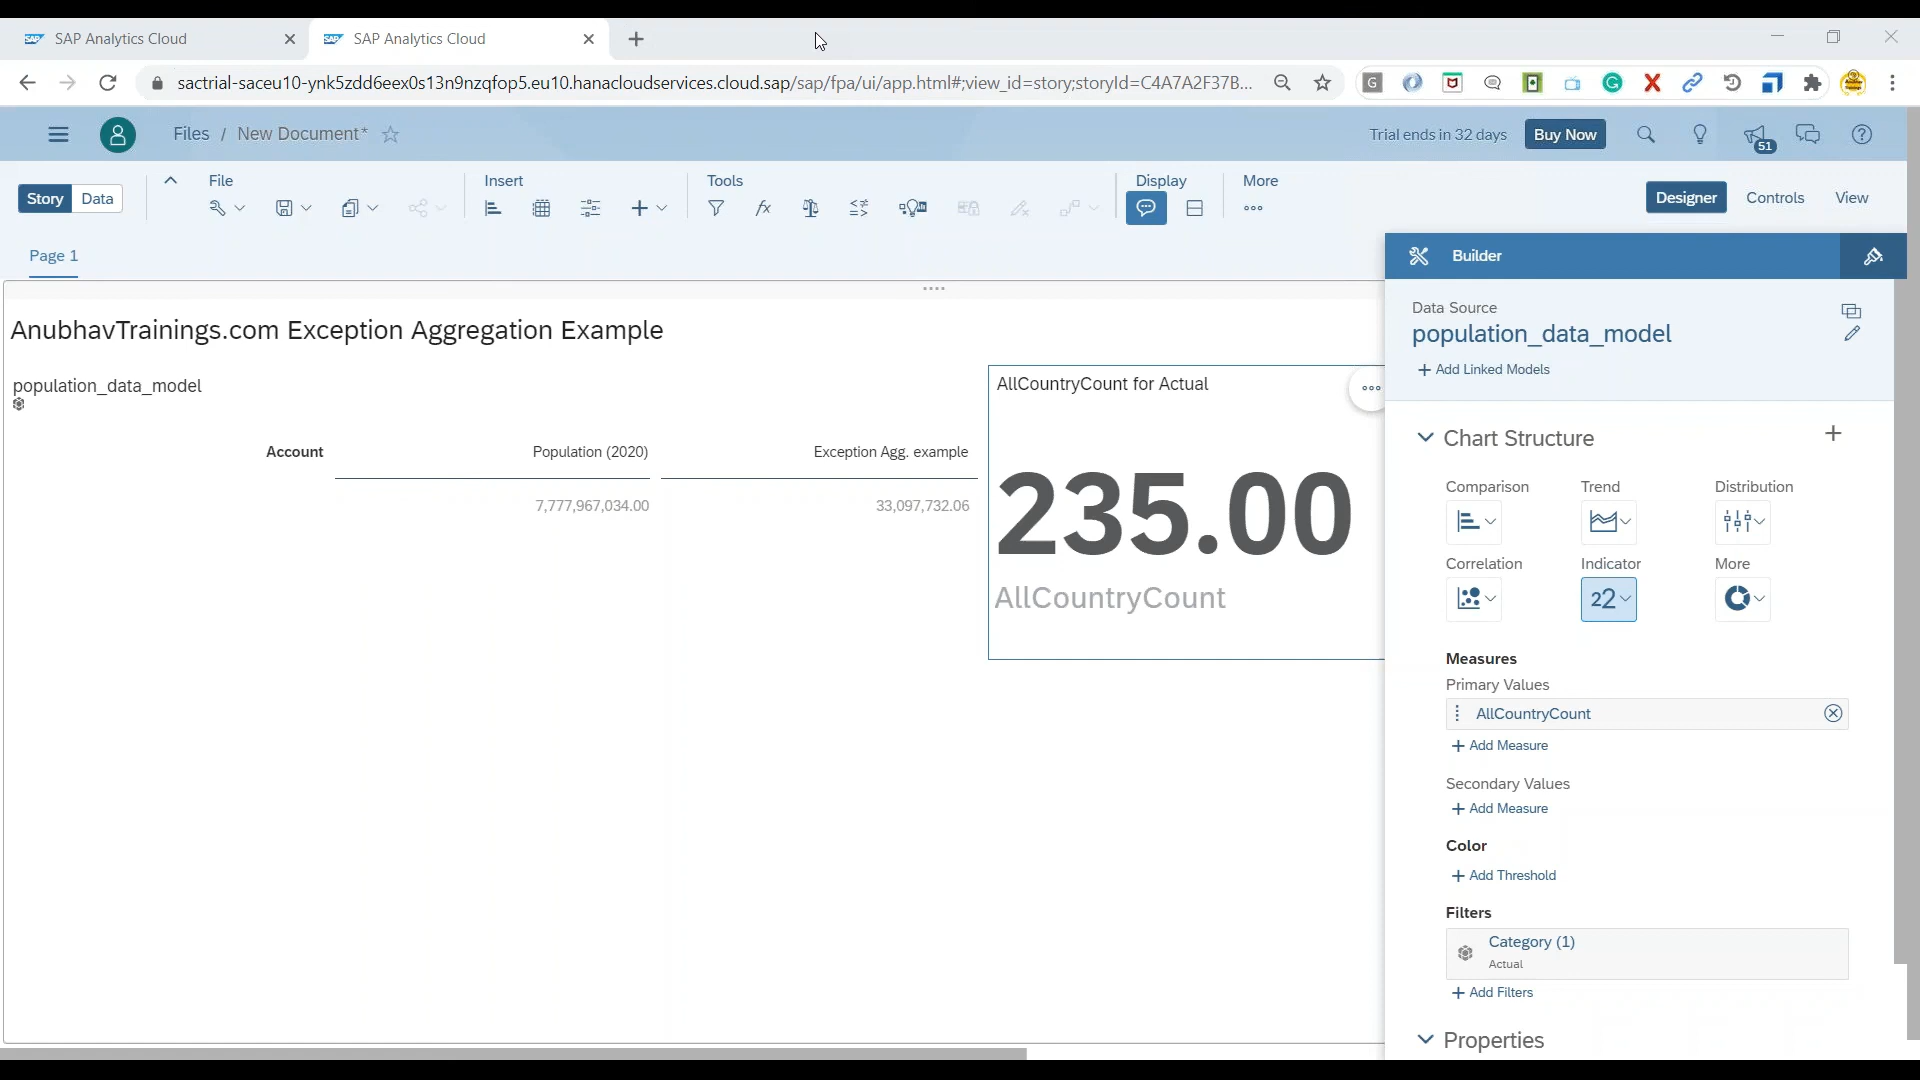 SAP Analytics Cloud
SAP Analytics Cloud
sactrial-saceu10-ynk5zdd6eex0s13n9nzqfop5.eu10.hanacloudservices.cloud.sap/sap/fpa/ui/app.html#;view_id=story;storyId=C4A7A2F37B...
Files / New Document*
Trial ends in 32 days
Buy Now
51
Story
Data
File
Insert
Tools
Display
More
Designer
Controls
View
Page 1
Builder
Data Source
population_data_model
+ Add Linked Models
AnubhavTrainings.com Exception Aggregation Example
population_data_model
Account
Population (2020)
Exception Agg. example
7,777,967,034.00
33,097,732.06
AllCountryCount for Actual
235.00
AllCountryCount
Chart Structure
Comparison
Trend
Distribution
Correlation
Indicator
More
22
Measures
Primary Values
AllCountryCount
+ Add Measure
Secondary Values
+ Add Measure
Color
+ Add Threshold
Filters
Category (1)
Actual
+ Add Filters
Properties